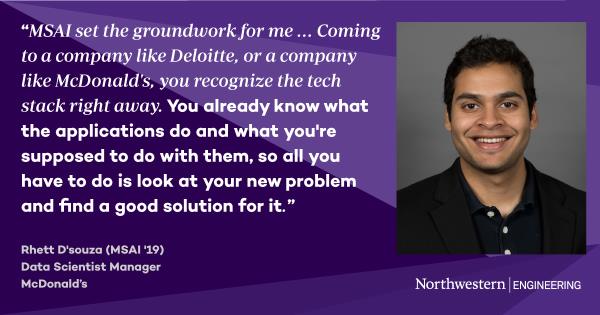 “MSAI set the groundwork for me ... Coming
to a company like Deloitte, or a company
like McDonald's, you recognize the tech
stack right away. You already know what
the applications do and what you're
supposed to do with them, so all you
have to do is look at your new problem
and find a good solution for it.”
Rhett D'souza (MSAI '19)
Data Scientist Manager
McDonald's
Northwestern | ENGINEERING